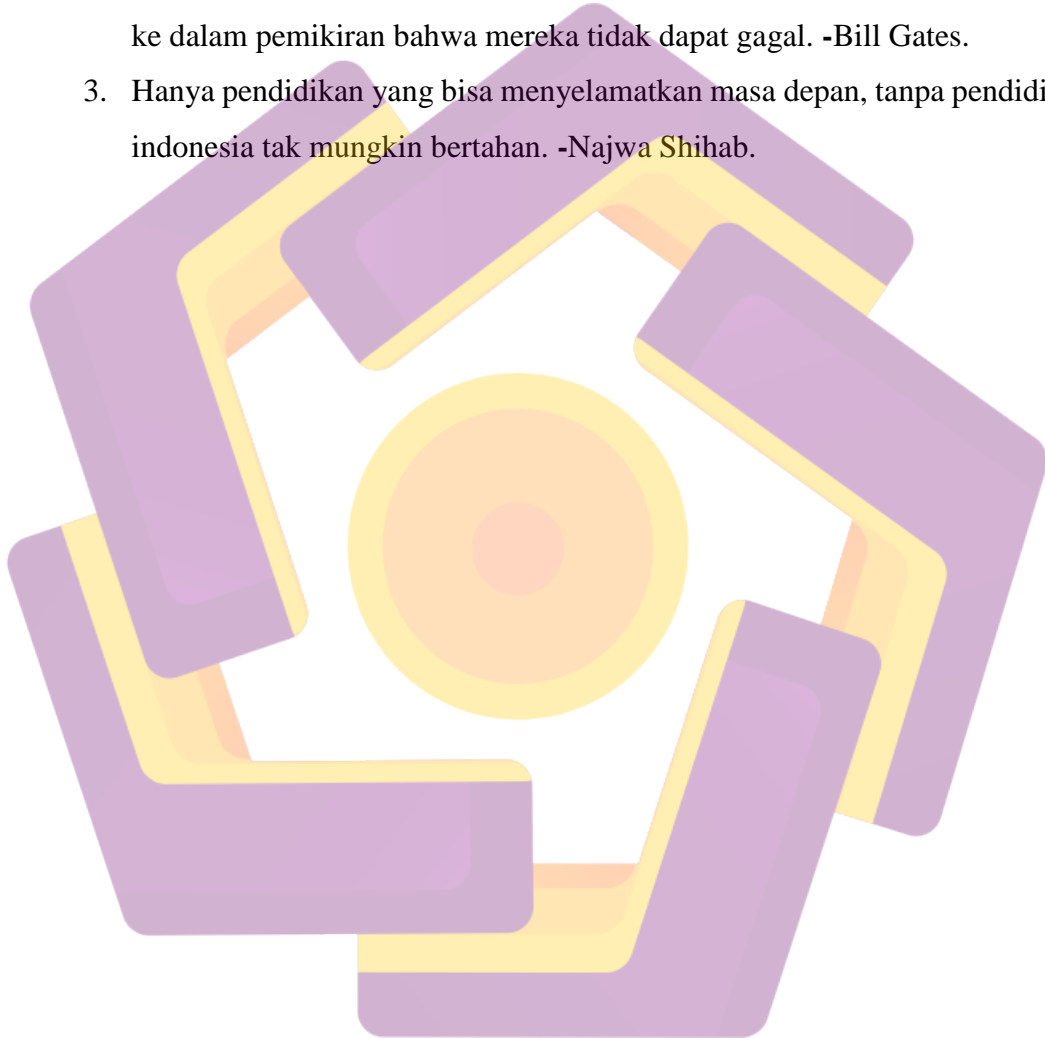 ke dalam pemikiran bahwa mereka tidak dapat gagal. -Bill Gates.
3. Hanya pendidikan yang bisa menyelamatkan masa depan, tanpa pendidi
indonesia tak mungkin bertahan. -Najwa Shihab.